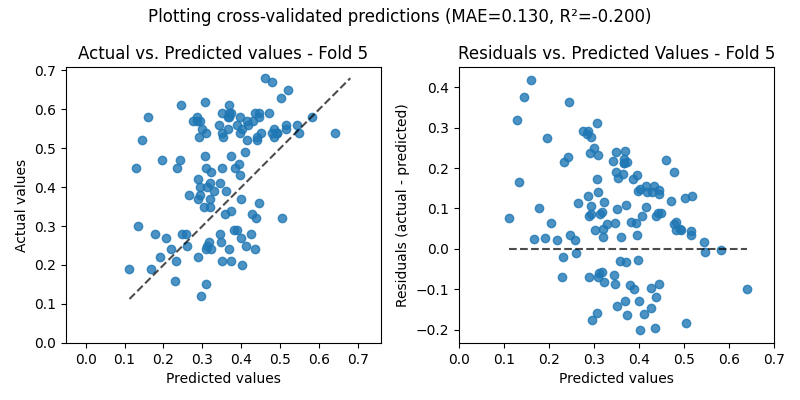 Plotting cross-validated predictions (MAE=0.130, R²=-0.200)
Actual vs. Predicted values - Fold 5
Actual values
0.7
0.6
0.5
0.4
0.3
0.2
0.1
0.0
0.0 0.1 0.2 0.3 0.4 0.5 0.6 0.7
Predicted values
Residuals vs. Predicted Values - Fold 5
Residuals (actual - predicted)
0.4
0.3
0.2
0.1
0.0
−0.1
−0.2
0.0 0.1 0.2 0.3 0.4 0.5 0.6 0.7
Predicted values